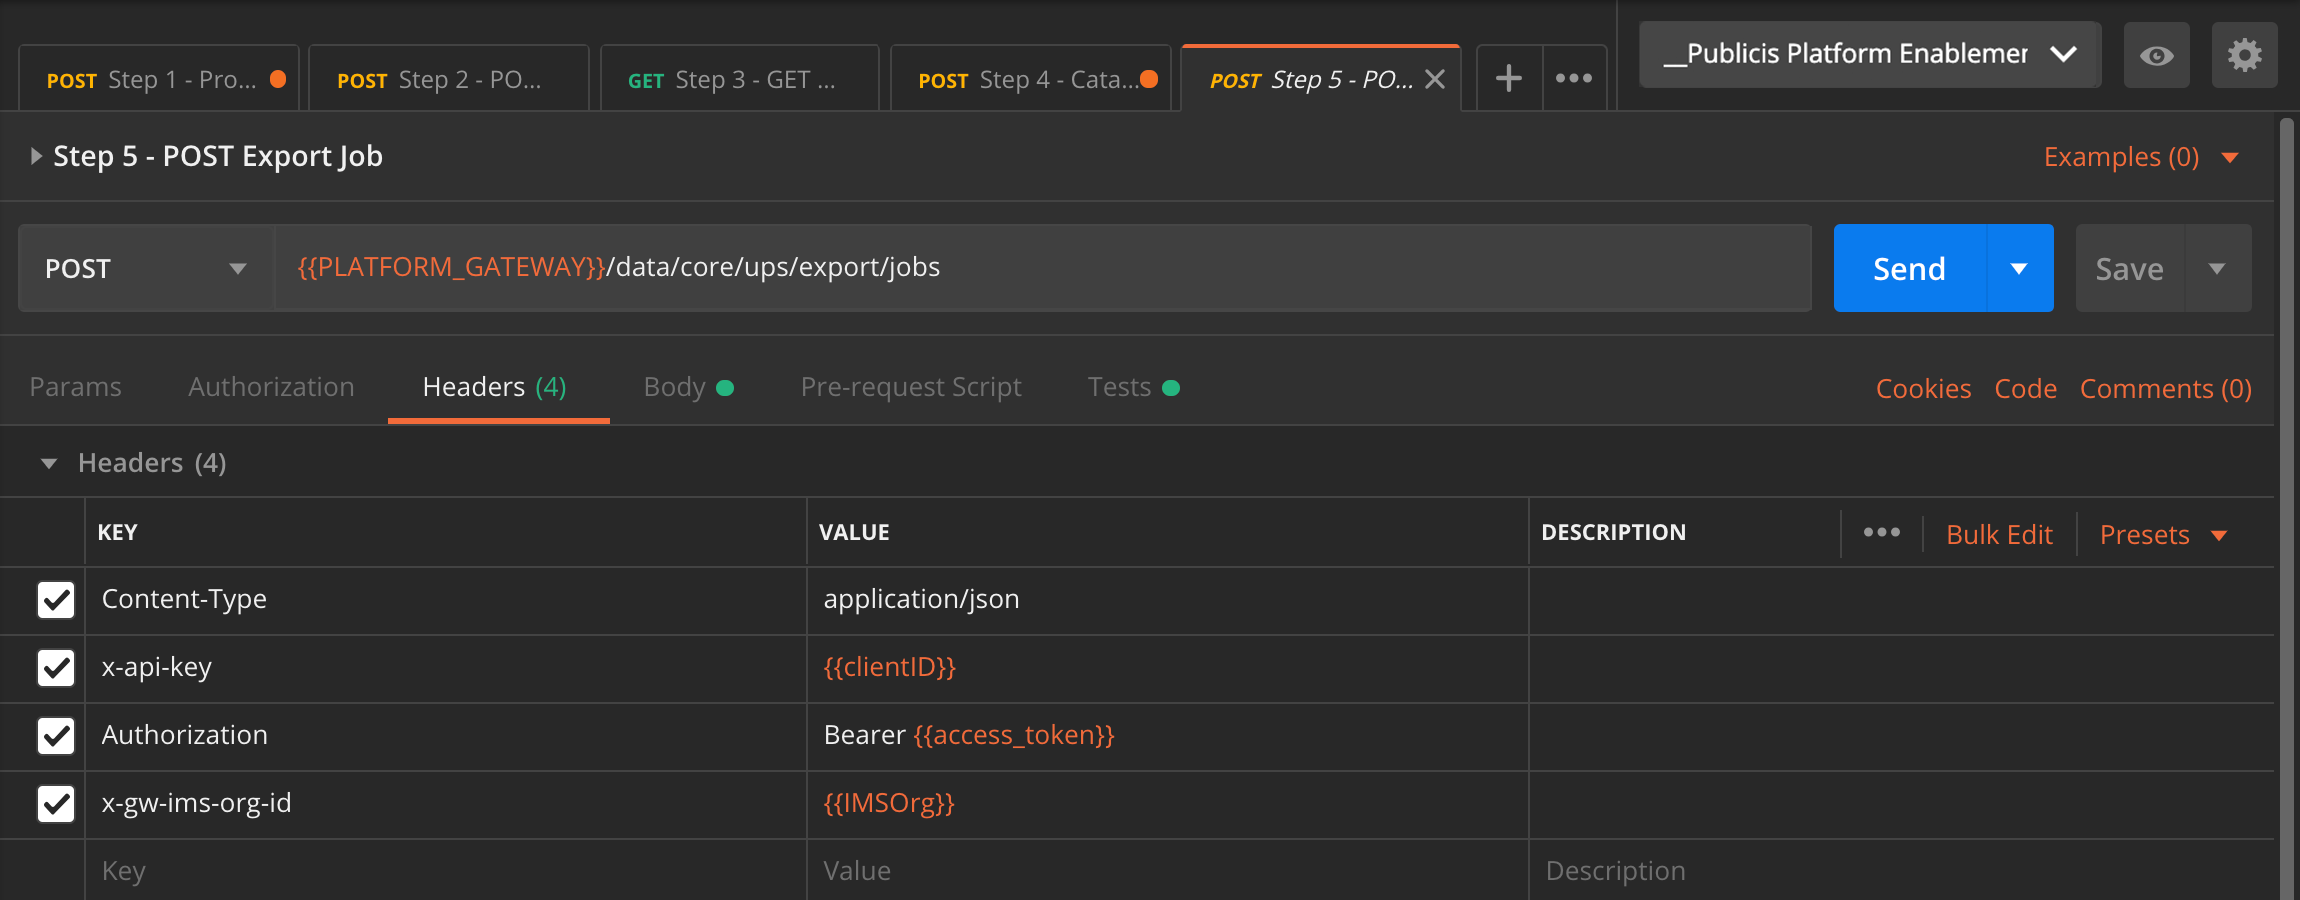 POST Step 1 - Pro...
POST Step 2 - PO...
GET Step 3 - GET ...
POST Step 4 - Cata...
POST Step 5 - PO...
__Publicis Platform Enablemer
Step 5 - POST Export Job
Examples (0)
POST
{{PLATFORM_GATEWAY}}/data/core/ups/export/jobs
Send
Save
Params
Authorization
Headers (4)
Body
Pre-request Script
Tests
Cookies
Code
Comments (0)
Headers (4)
KEY
VALUE
DESCRIPTION
Bulk Edit
Presets
Content-Type
application/json
x-api-key
{{clientID}}
Authorization
Bearer {{access_token}}
x-gw-ims-org-id
{{IMSOrg}}
Key
Value
Description